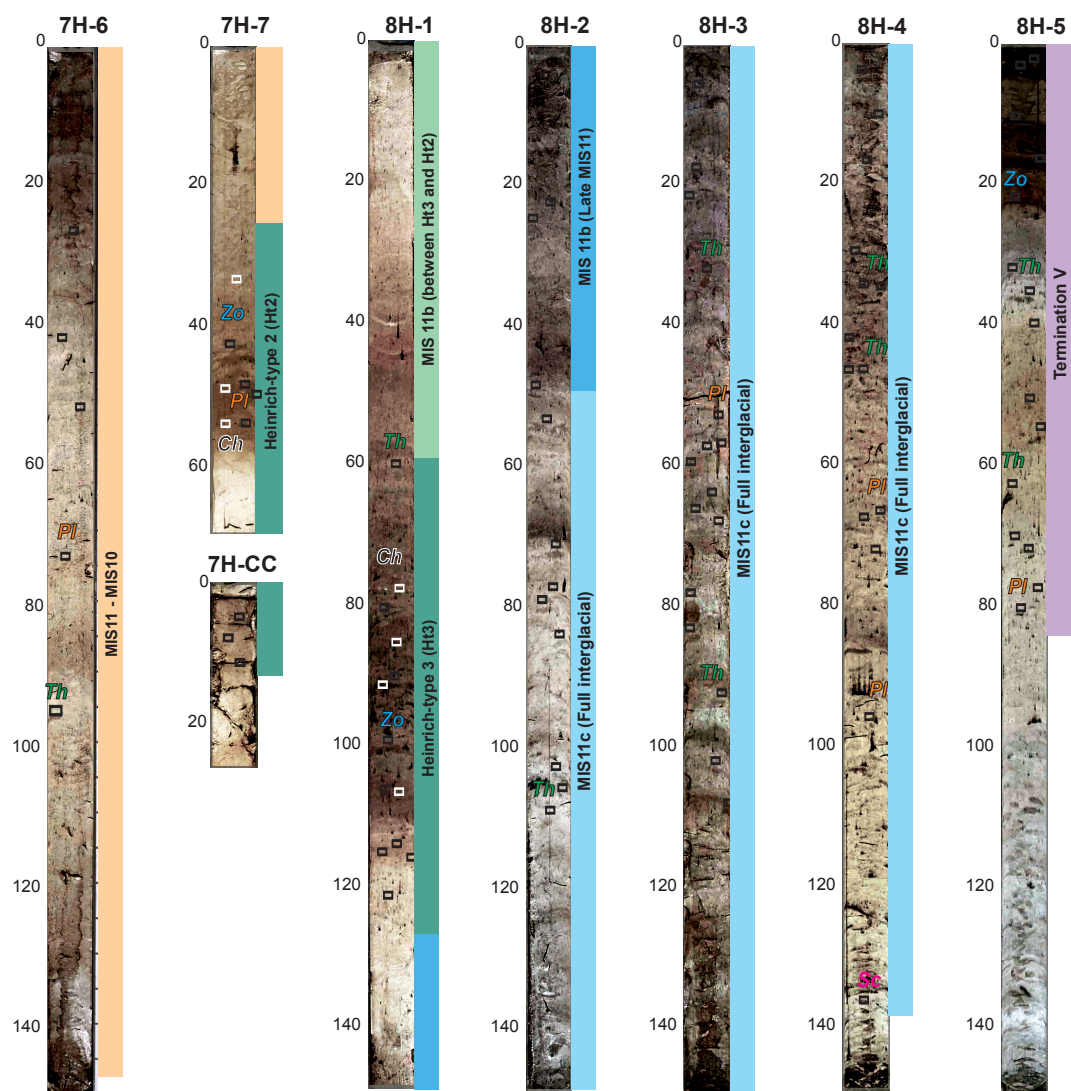 7H-6
0
20
40
60
80
100
120
140
Pl
Th
MIS11 - MIS10
7H-7
0
20
40
60
Zo
Pl
Ch
Heinrich-type 2 (Ht2)
7H-CC
0
20
8H-1
0
20
40
60
80
100
120
140
Th
Ch
Zo
MIS 11b (between Ht3 and Ht2)
Heinrich-type 3 (Ht3)
8H-2
0
20
40
60
80
100
120
140
Th
MIS 11b (Late MIS11)
MIS11c (Full interglacial)
8H-3
0
20
40
60
80
100
120
140
Th
Pl
Th
MIS11c (Full interglacial)
8H-4
0
20
40
60
80
100
120
140
Th
Th
Pl
Pl
Sc
MIS11c (Full interglacial)
8H-5
0
20
40
60
80
100
120
140
Zo
Th
Th
Pl
Termination V